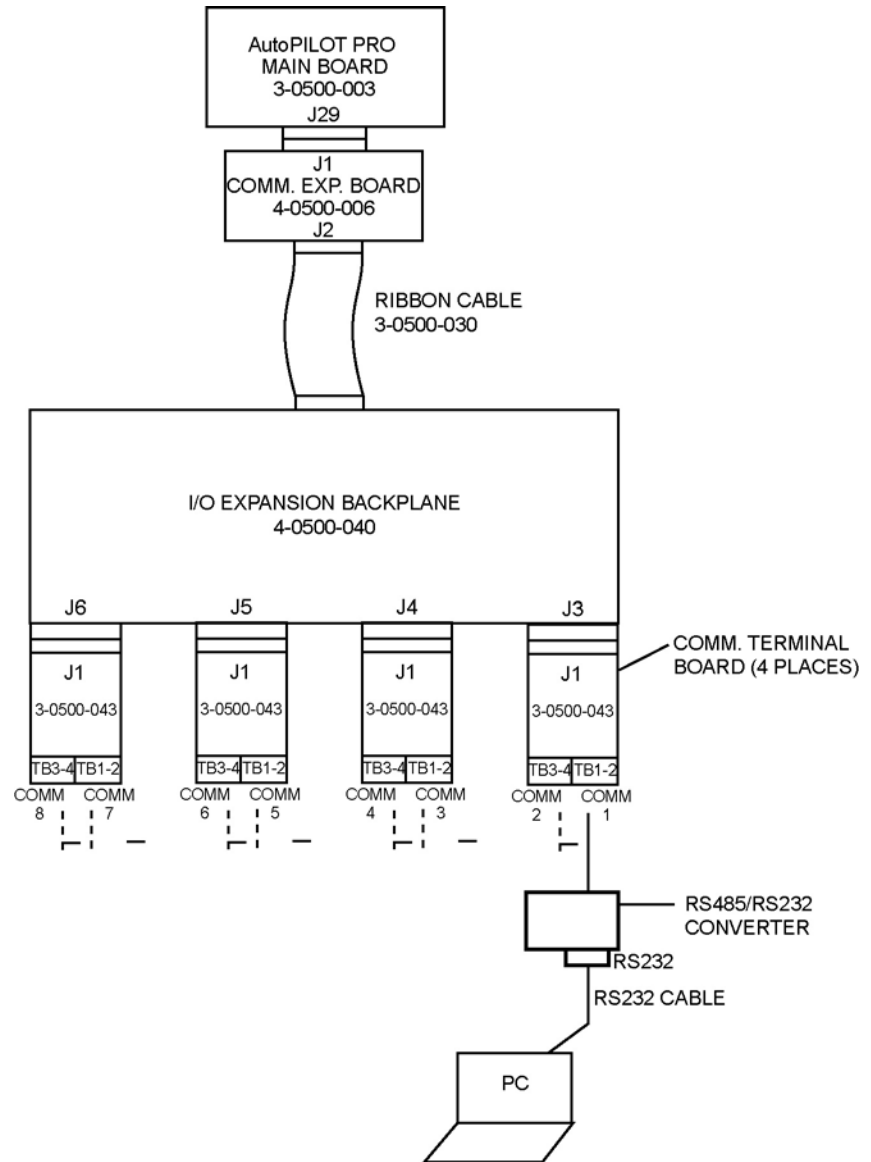 AutoPILOT PRO
MAIN BOARD
3-0500-003
J29
J1
COMM. EXP. BOARD
4-0500-006
J2
RIBBON CABLE
3-0500-030
I/O EXPANSION BACKPLANE
4-0500-040
J6 J5 J4 J3
COMM. TERMINAL
BOARD (4 PLACES)
J1 J1 J1 J1
3-0500-043 3-0500-043 3-0500-043 3-0500-043
TB3-4 TB1-2 TB3-4 TB1-2 TB3-4 TB1-2 TB3-4 TB1-2
COMM COMM COMM COMM COMM COMM COMM COMM
8 7 6 5 4 3 2 1
RS485/RS232
CONVERTER
RS232
RS232 CABLE
PC